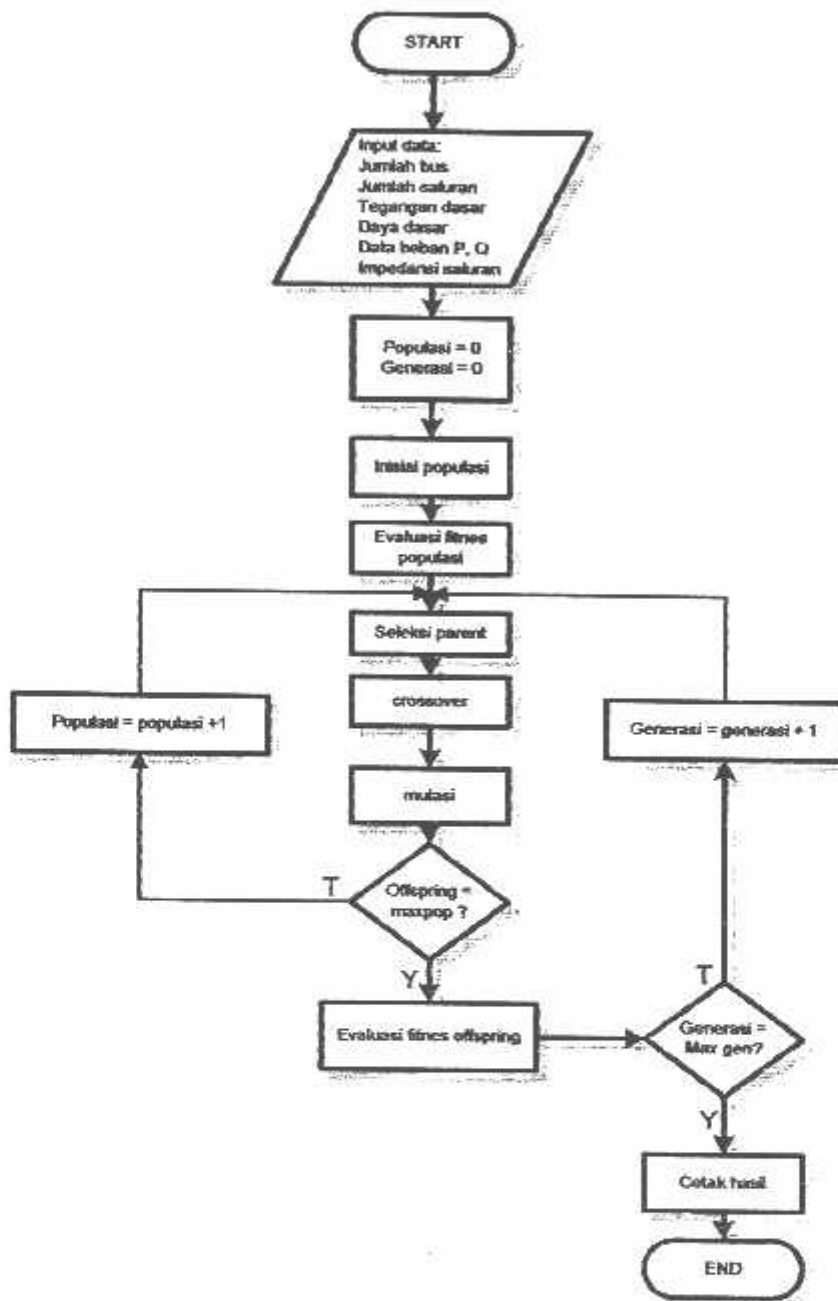 START
Input data:
Jumlah bus
Jumlah saluran
Tegangan dasar
Daya dasar
Data beban P, Q
Impedansi saluran
Populasi = 0
Generasi = 0
Inisial populasi
Evaluasi fitnes
populasi
Seleksi parent
crossover
Populasi = populasi +1
Generasi = generasi + 1
mutasi
T
Offspring =
maxpop ?
Y
Evaluasi fitnes offspring
T
Generasi =
Max gen?
Y
Cetak hasil
END